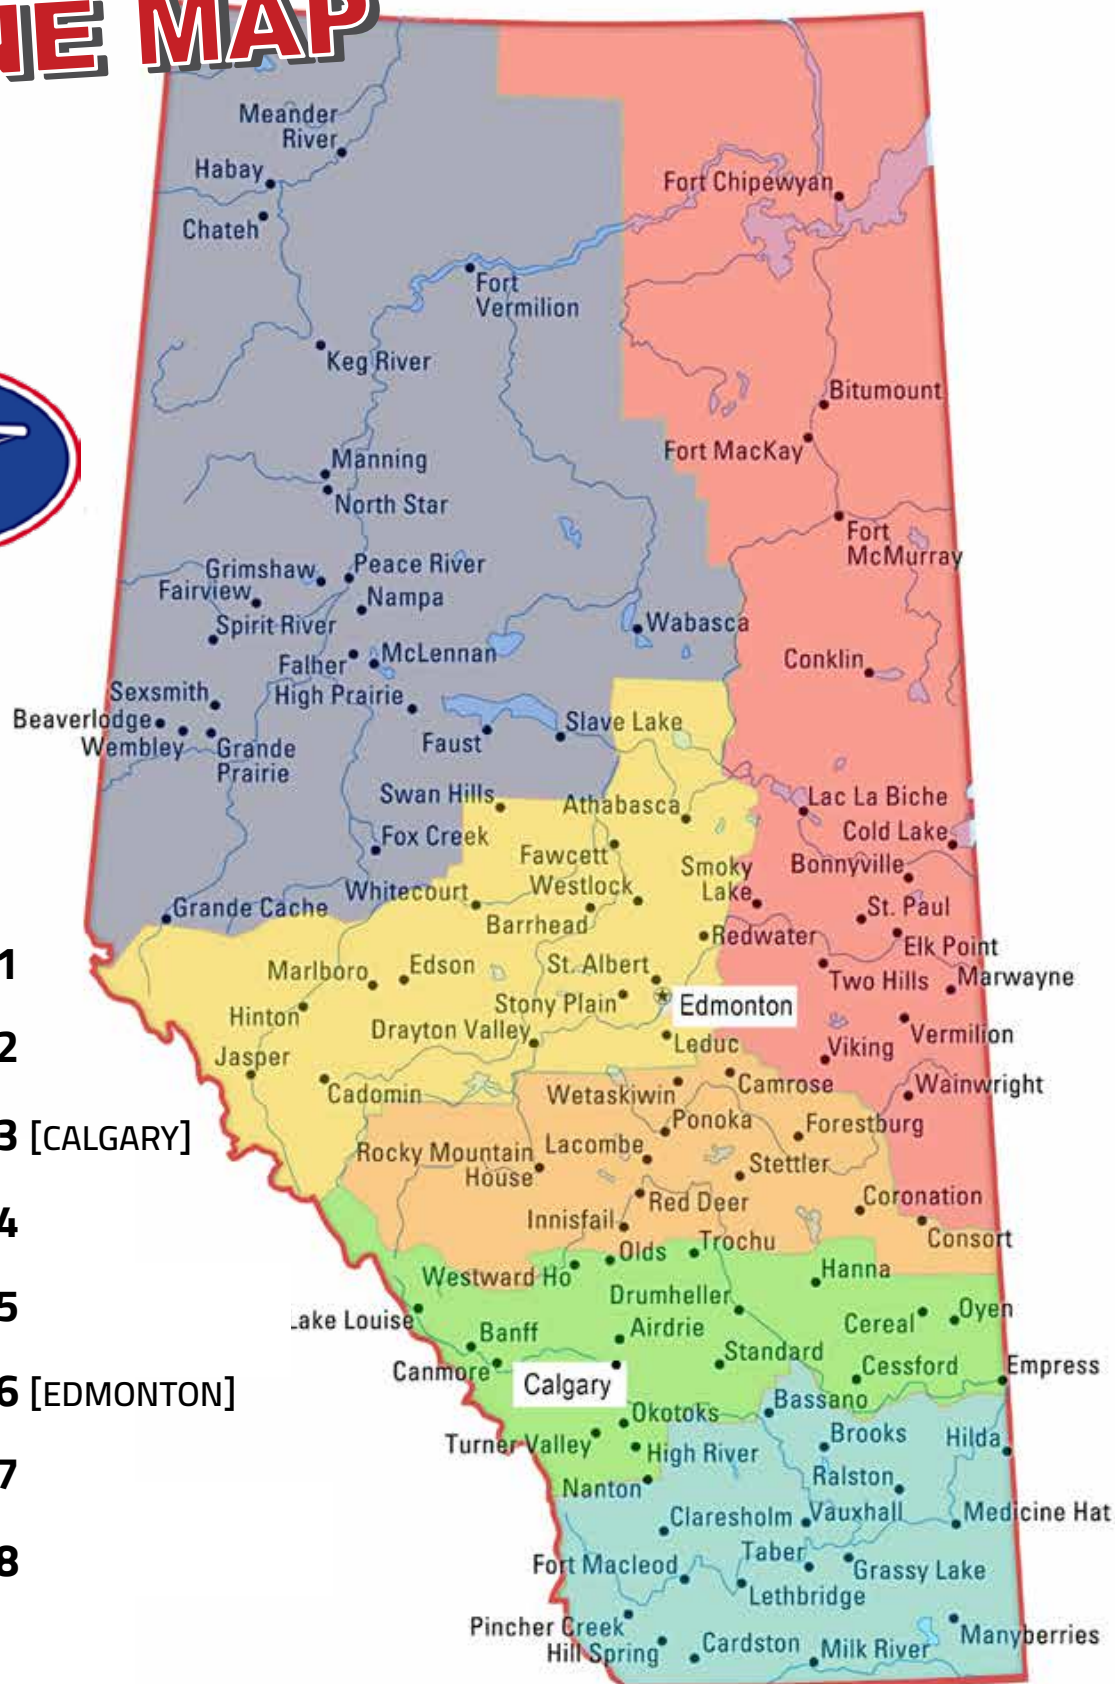 NE MAP
Meander
River
Habay
Chateh
Fort Chipewyan
Fort
Vermilion
Keg River
Bitumount
Fort MacKay
Manning
North Star
Fort
McMurray
Grimshaw
Peace River
Fairview
Nampa
Spirit River
Wabasca
Falher
McLennan
Conklin
Sexsmith
High Prairie
Beaverlodge
Wembley
Grande
Prairie
Faust
Slave Lake
Swan Hills
Athabasca
Lac La Biche
Cold Lake
Fox Creek
Fawcett
Smoky
Lake
Bonnyville
Whitecourt
Westlock
Barrhead
St. Paul
Grande Cache
Redwater
Elk Point
Marlboro
Edson
St. Albert
Two Hills
Marwayne
Stony Plain
Edmonton
Hinton
Drayton Valley
Leduc
Vermilion
Viking
Jasper
Cadomin
Wetaskiwin
Camrose
Wainwright
Ponoka
Forestburg
Rocky Mountain
House
Lacombe
Stettler
Red Deer
Coronation
Innisfail
Consort
Olds
Trochu
Westward Ho
Hanna
Drumheller
Lake Louise
Airdrie
Cereal
Oyen
Banff
Standard
Canmore
Cessford
Empress
Calgary
Okotoks
Bassano
Turner Valley
High River
Brooks
Hilda
Nanton
Ralston
Claresholm
Vauxhall
Medicine Hat
Fort Macleod
Taber
Grassy Lake
Lethbridge
Pincher Creek
Hill Spring
Cardston
Milk River
Manyberries
1
2
3 [CALGARY]
4
5
6 [EDMONTON]
7
8